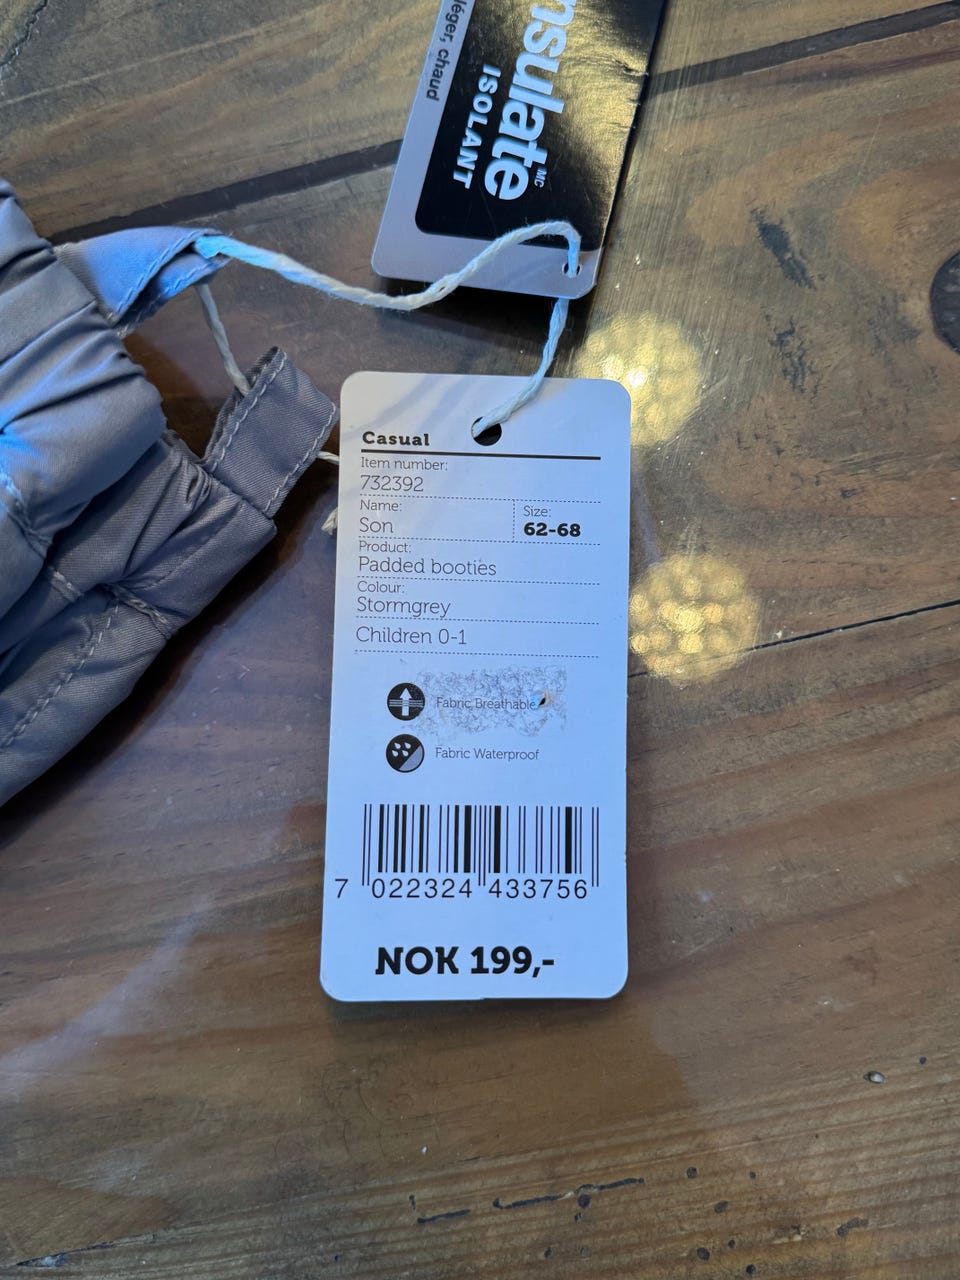 léger, chaud
nsulate MC
ISOLANT
Casual
Item number:
732392
Name:
Son
Size:
62-68
Product:
Padded booties
Colour:
Stormgrey
Children 0-1
Fabric Breathable
Fabric Waterproof
7 022324 433756
NOK 199,-